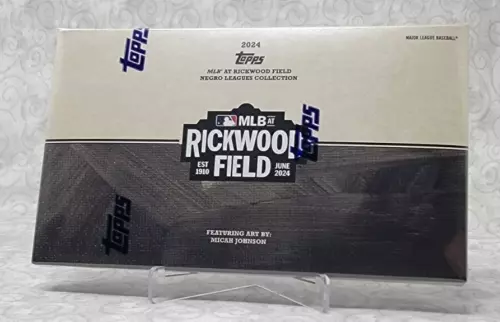 MAJOR LEAGUE BASEBALL®
2024
Topps
MLB® AT RICKWOOD FIELD
NEGRO LEAGUES COLLECTION
Topps
Topps
MLB AT
RICKWOOD
FIELD
EST
1910
JUNE
2024
Topps
FEATURING ART BY:
MICAH JOHNSON